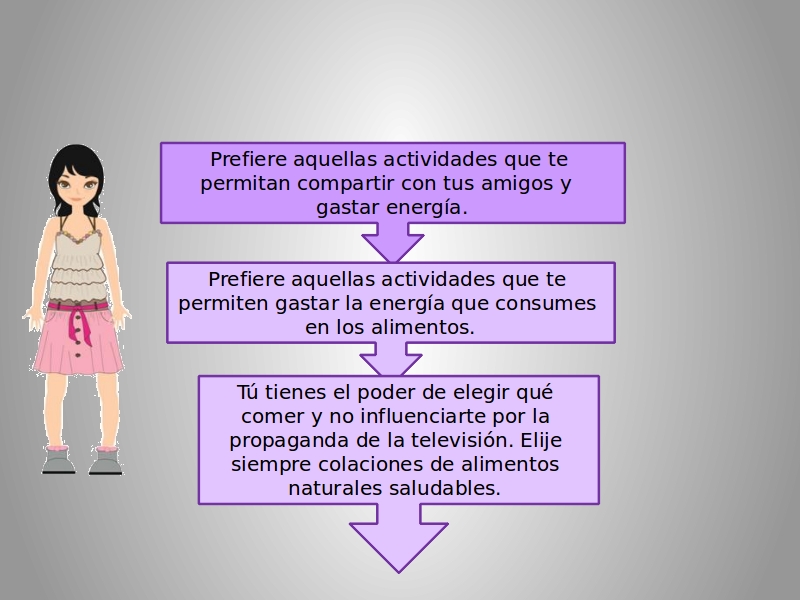 Prefiere aquellas actividades que te
permitan compartir con tus amigos y
gastar energía.
Prefiere aquellas actividades que te
permiten gastar la energía que consumes
en los alimentos.
Tú tienes el poder de elegir qué
comer y no influenciarte por la
propaganda de la televisión. Elije
siempre colaciones de alimentos
naturales saludables.